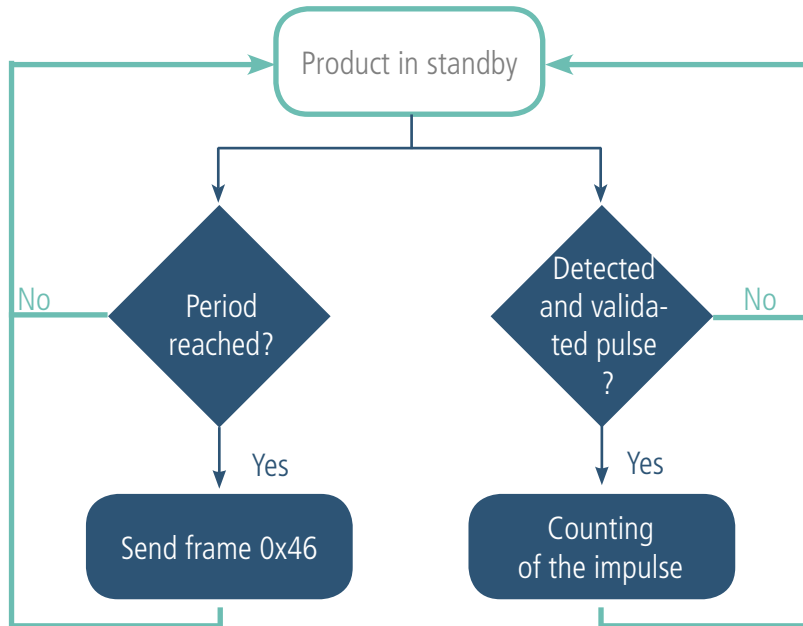 Product in standby
No
Period
reached?
Detected
and valida-
ted pulse
?
No
Yes
Yes
Send frame 0x46
Counting
of the impulse